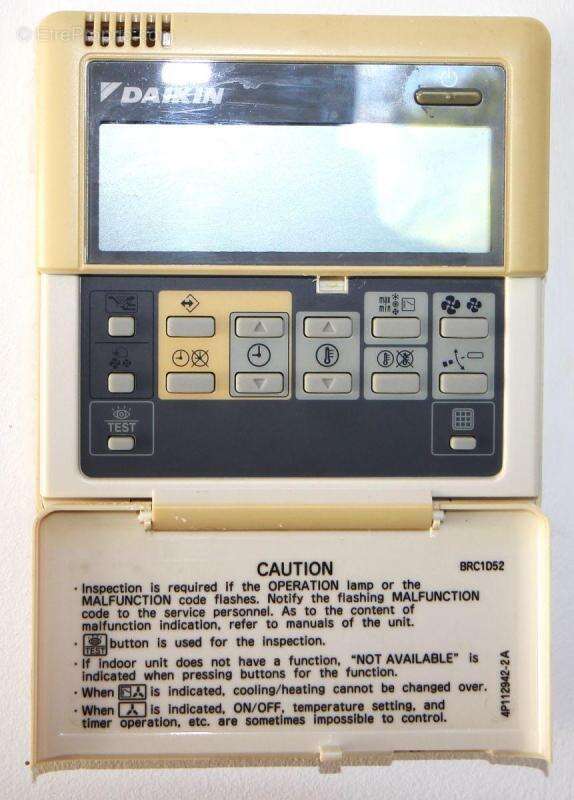 © EtrePaysan
DAIKIN
max
min
TEST
CAUTION
BRC1D52
· Inspection is required if the OPERATION lamp or the
MALFUNCTION code flashes. Notify the flashing MALFUNCTION
code to the service personnel. As to the content of
malfunction indication, refer to manuals of the unit.
· TEST button is used for the inspection.
· If indoor unit does not have a function, "NOT AVAILABLE" is
indicated when pressing buttons for the function.
· When is indicated, cooling/heating cannot be changed over.
· When is indicated, ON/OFF, temperature setting, and
timer operation, etc. are sometimes impossible to control.
4P112942-2A